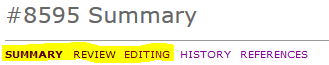 #8595 Summary
SUMMARY REVIEW EDITING HISTORY REFERENCES